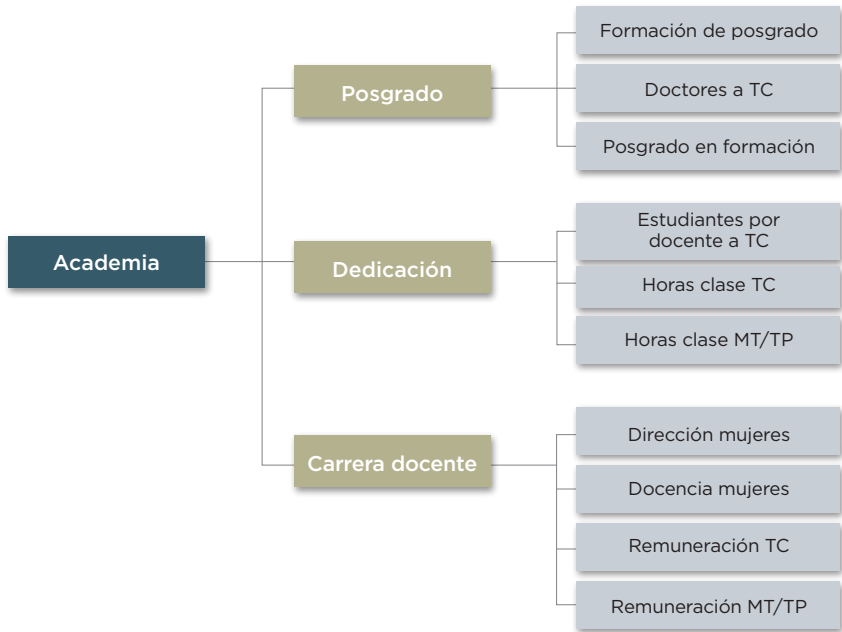 Academia
Posgrado
Formación de posgrado
Doctores a TC
Posgrado en formación
Dedicación
Estudiantes por
docente a TC
Horas clase TC
Horas clase MT/TP
Carrera docente
Dirección mujeres
Docencia mujeres
Remuneración TC
Remuneración MT/TP